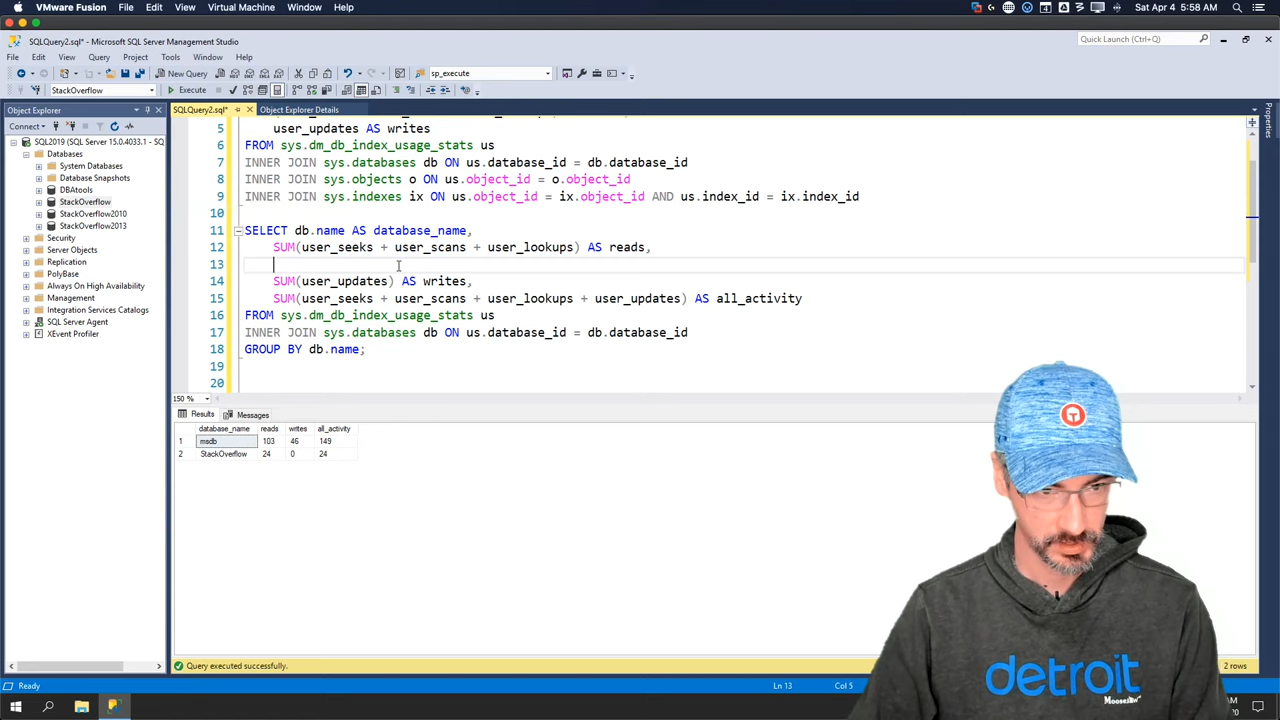 VMware Fusion File Edit View Virtual Machine Window Help
Sat Apr 4 5:58 AM
SQLQuery2.sql* - Microsoft SQL Server Management Studio
Quick Launch (Ctrl+Q)
File Edit View Query Project Tools Window Help
New Query
sp_execute
StackOverflow
Execute
Object Explorer
SQLQuery2.sql*
Object Explorer Details
Properties
Connect
SQL2019 (SQL Server 15.0.4033.1 - SQ
Databases
System Databases
Database Snapshots
DBAtools
StackOverflow
StackOverflow2010
StackOverflow2013
Security
Server Objects
Replication
PolyBase
Always On High Availability
Management
Integration Services Catalogs
SQL Server Agent
XEvent Profiler
5 user_updates AS writes
6 FROM sys.dm_db_index_usage_stats us
7 INNER JOIN sys.databases db ON us.database_id = db.database_id
8 INNER JOIN sys.objects o ON us.object_id = o.object_id
9 INNER JOIN sys.indexes ix ON us.object_id = ix.object_id AND us.index_id = ix.index_id
10
11 SELECT db.name AS database_name,
12 SUM(user_seeks + user_scans + user_lookups) AS reads,
13
14 SUM(user_updates) AS writes,
15 SUM(user_seeks + user_scans + user_lookups + user_updates) AS all_activity
16 FROM sys.dm_db_index_usage_stats us
17 INNER JOIN sys.databases db ON us.database_id = db.database_id
18 GROUP BY db.name;
19
20
150 %
Results Messages
database_name reads writes all_activity
1 msdb 103 46 149
2 StackOverflow 24 0 24
Query executed successfully.
2 rows
Ready
Ln 13
Col 5
detroit
Moosejaw